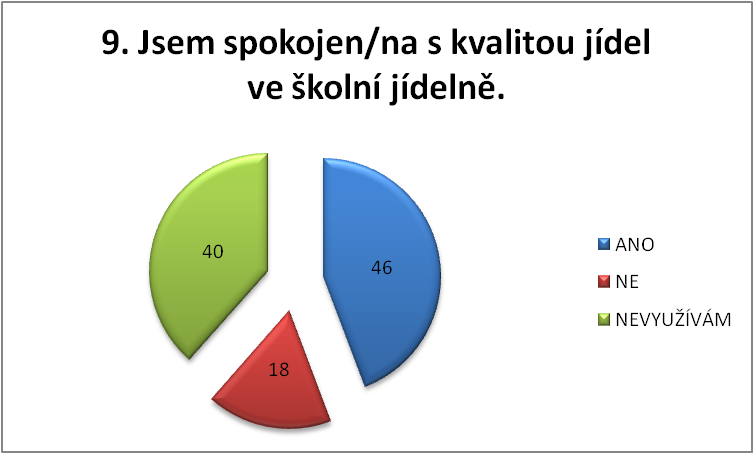 9. Jsem spokojen/na s kvalitou jídel
ve školní jídelně.
40
46
18
ANO
NE
NEVYUŽÍVÁM